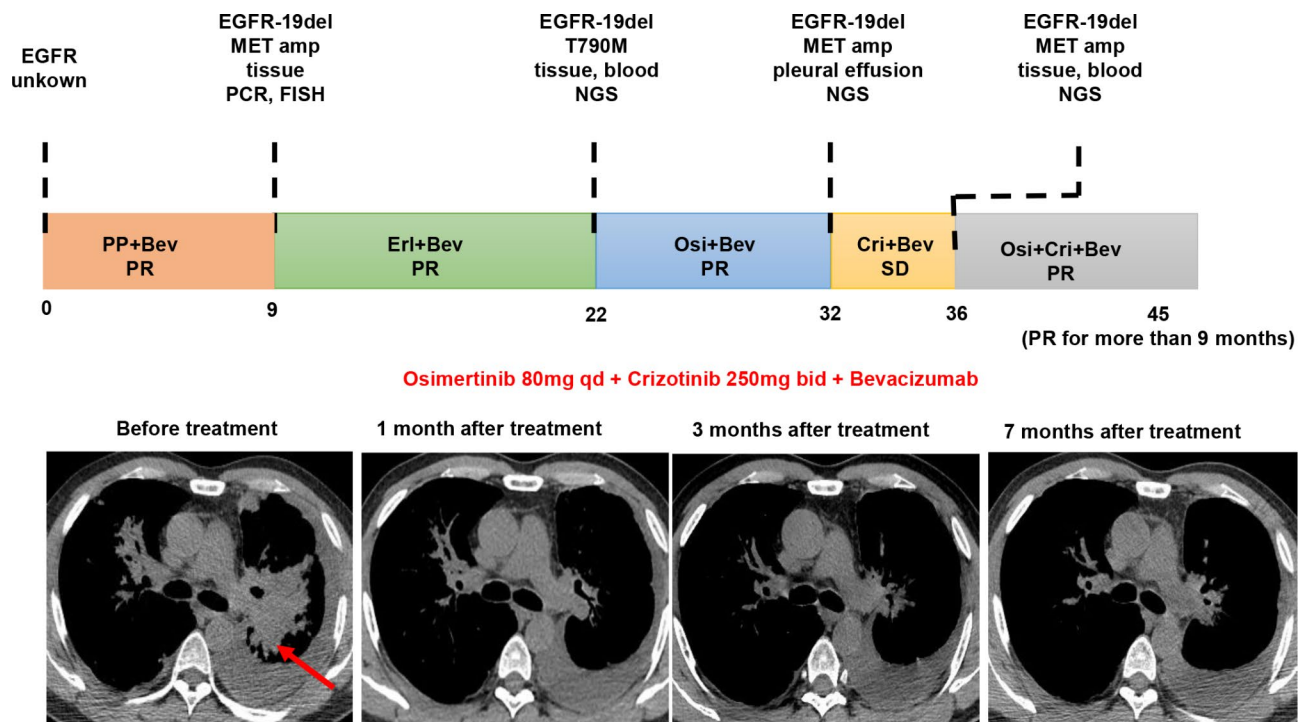 EGFR
unkown
EGFR-19del
MET amp
tissue
PCR, FISH
EGFR-19del
T790M
tissue, blood
NGS
EGFR-19del
MET amp
pleural effusion
NGS
EGFR-19del
MET amp
tissue, blood
NGS
PP+Bev
PR
Erl+Bev
PR
Osi+Bev
PR
Cri+Bev
SD
Osi+Cri+Bev
PR
0
9
22
32
36
45
(PR for more than 9 months)
Osimertinib 80mg qd + Crizotinib 250mg bid + Bevacizumab
Before treatment
1 month after treatment
3 months after treatment
7 months after treatment